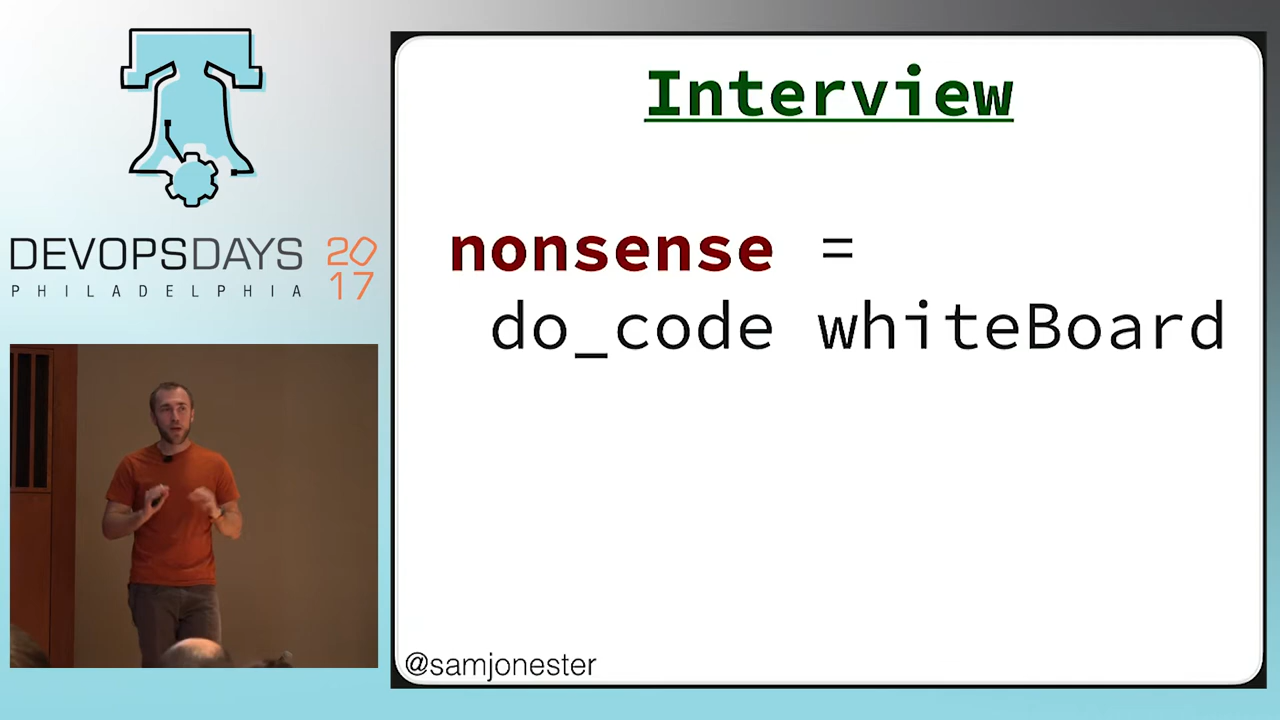 DEVOPSDAYS 2017
PHILADELPHIA
Interview
nonsense =
do_code whiteBoard
@samjonester